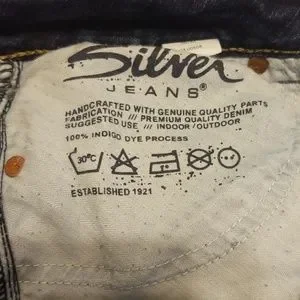 Silver
JEANS®
HANDCRAFTED WITH GENUINE QUALITY PARTS
FABRICATION /// PREMIUM QUALITY DENIM
SUGGESTED USE /// INDOOR / OUTDOOR
100% INDIGO DYE PROCESS
30°C
ESTABLISHED 1921